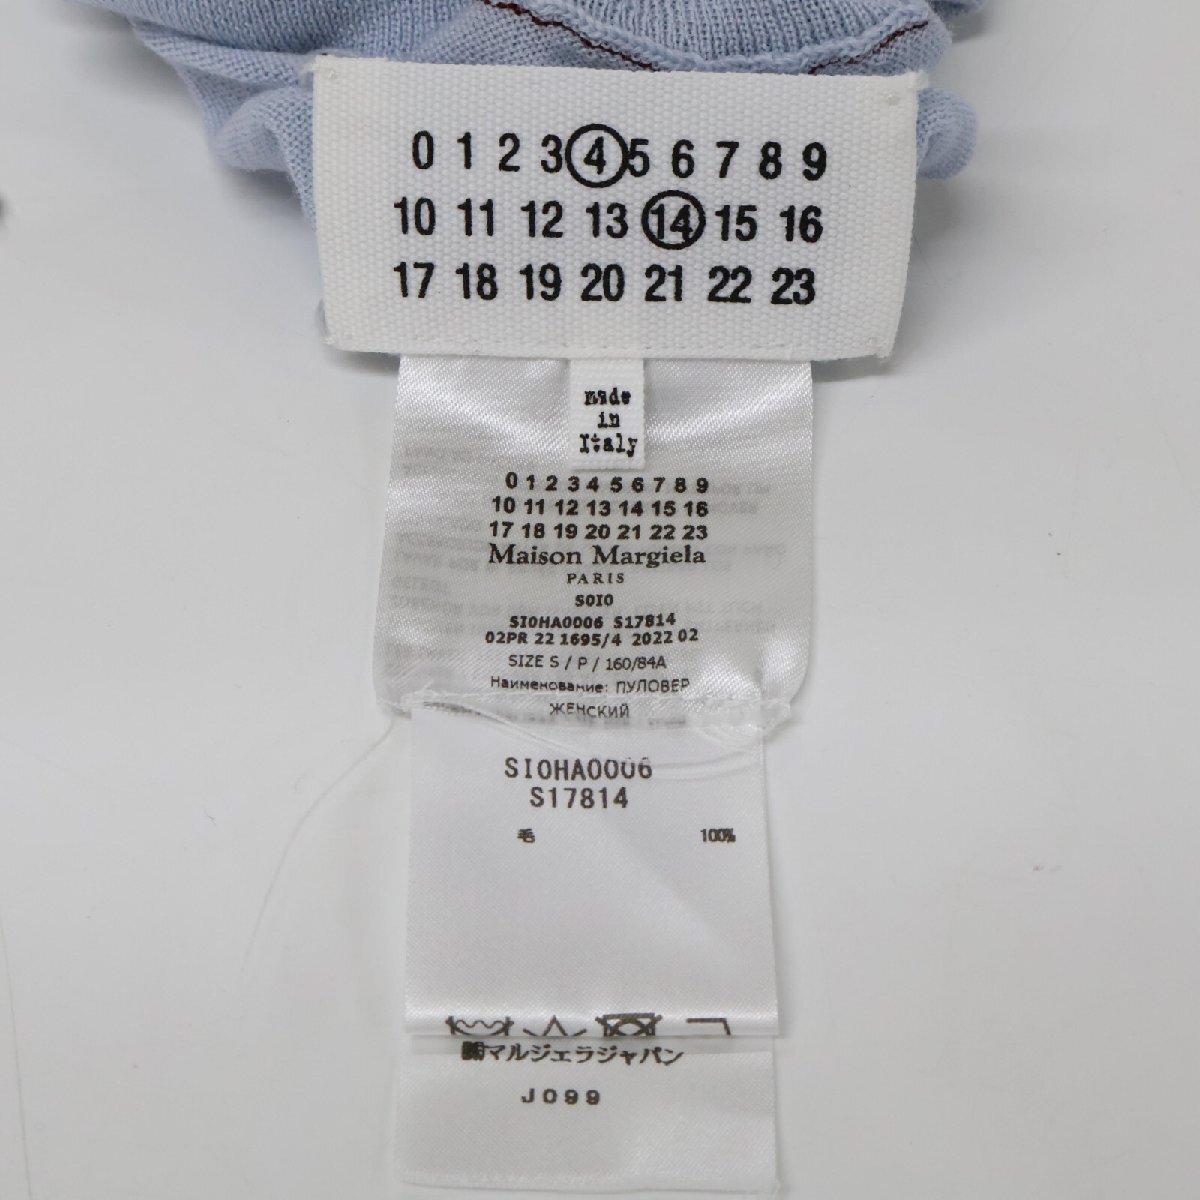 0 1 2 3 4 5 6 7 8 9
10 11 12 13 14 15 16
17 18 19 20 21 22 23
made
in
Italy
0 1 2 3 4 5 6 7 8 9
10 11 12 13 14 15 16
17 18 19 20 21 22 23
Maison Margiela
PARIS
S0I0
SI0HA0006 S17814
02PR 22 1695/4 2022 02
SIZE S / P / 160/84A
Наименование: ПУЛОВЕР
ЖЕНСКИЙ
SI0HA0006
S17814
毛 100%
㈱マルジェラジャパン
J099